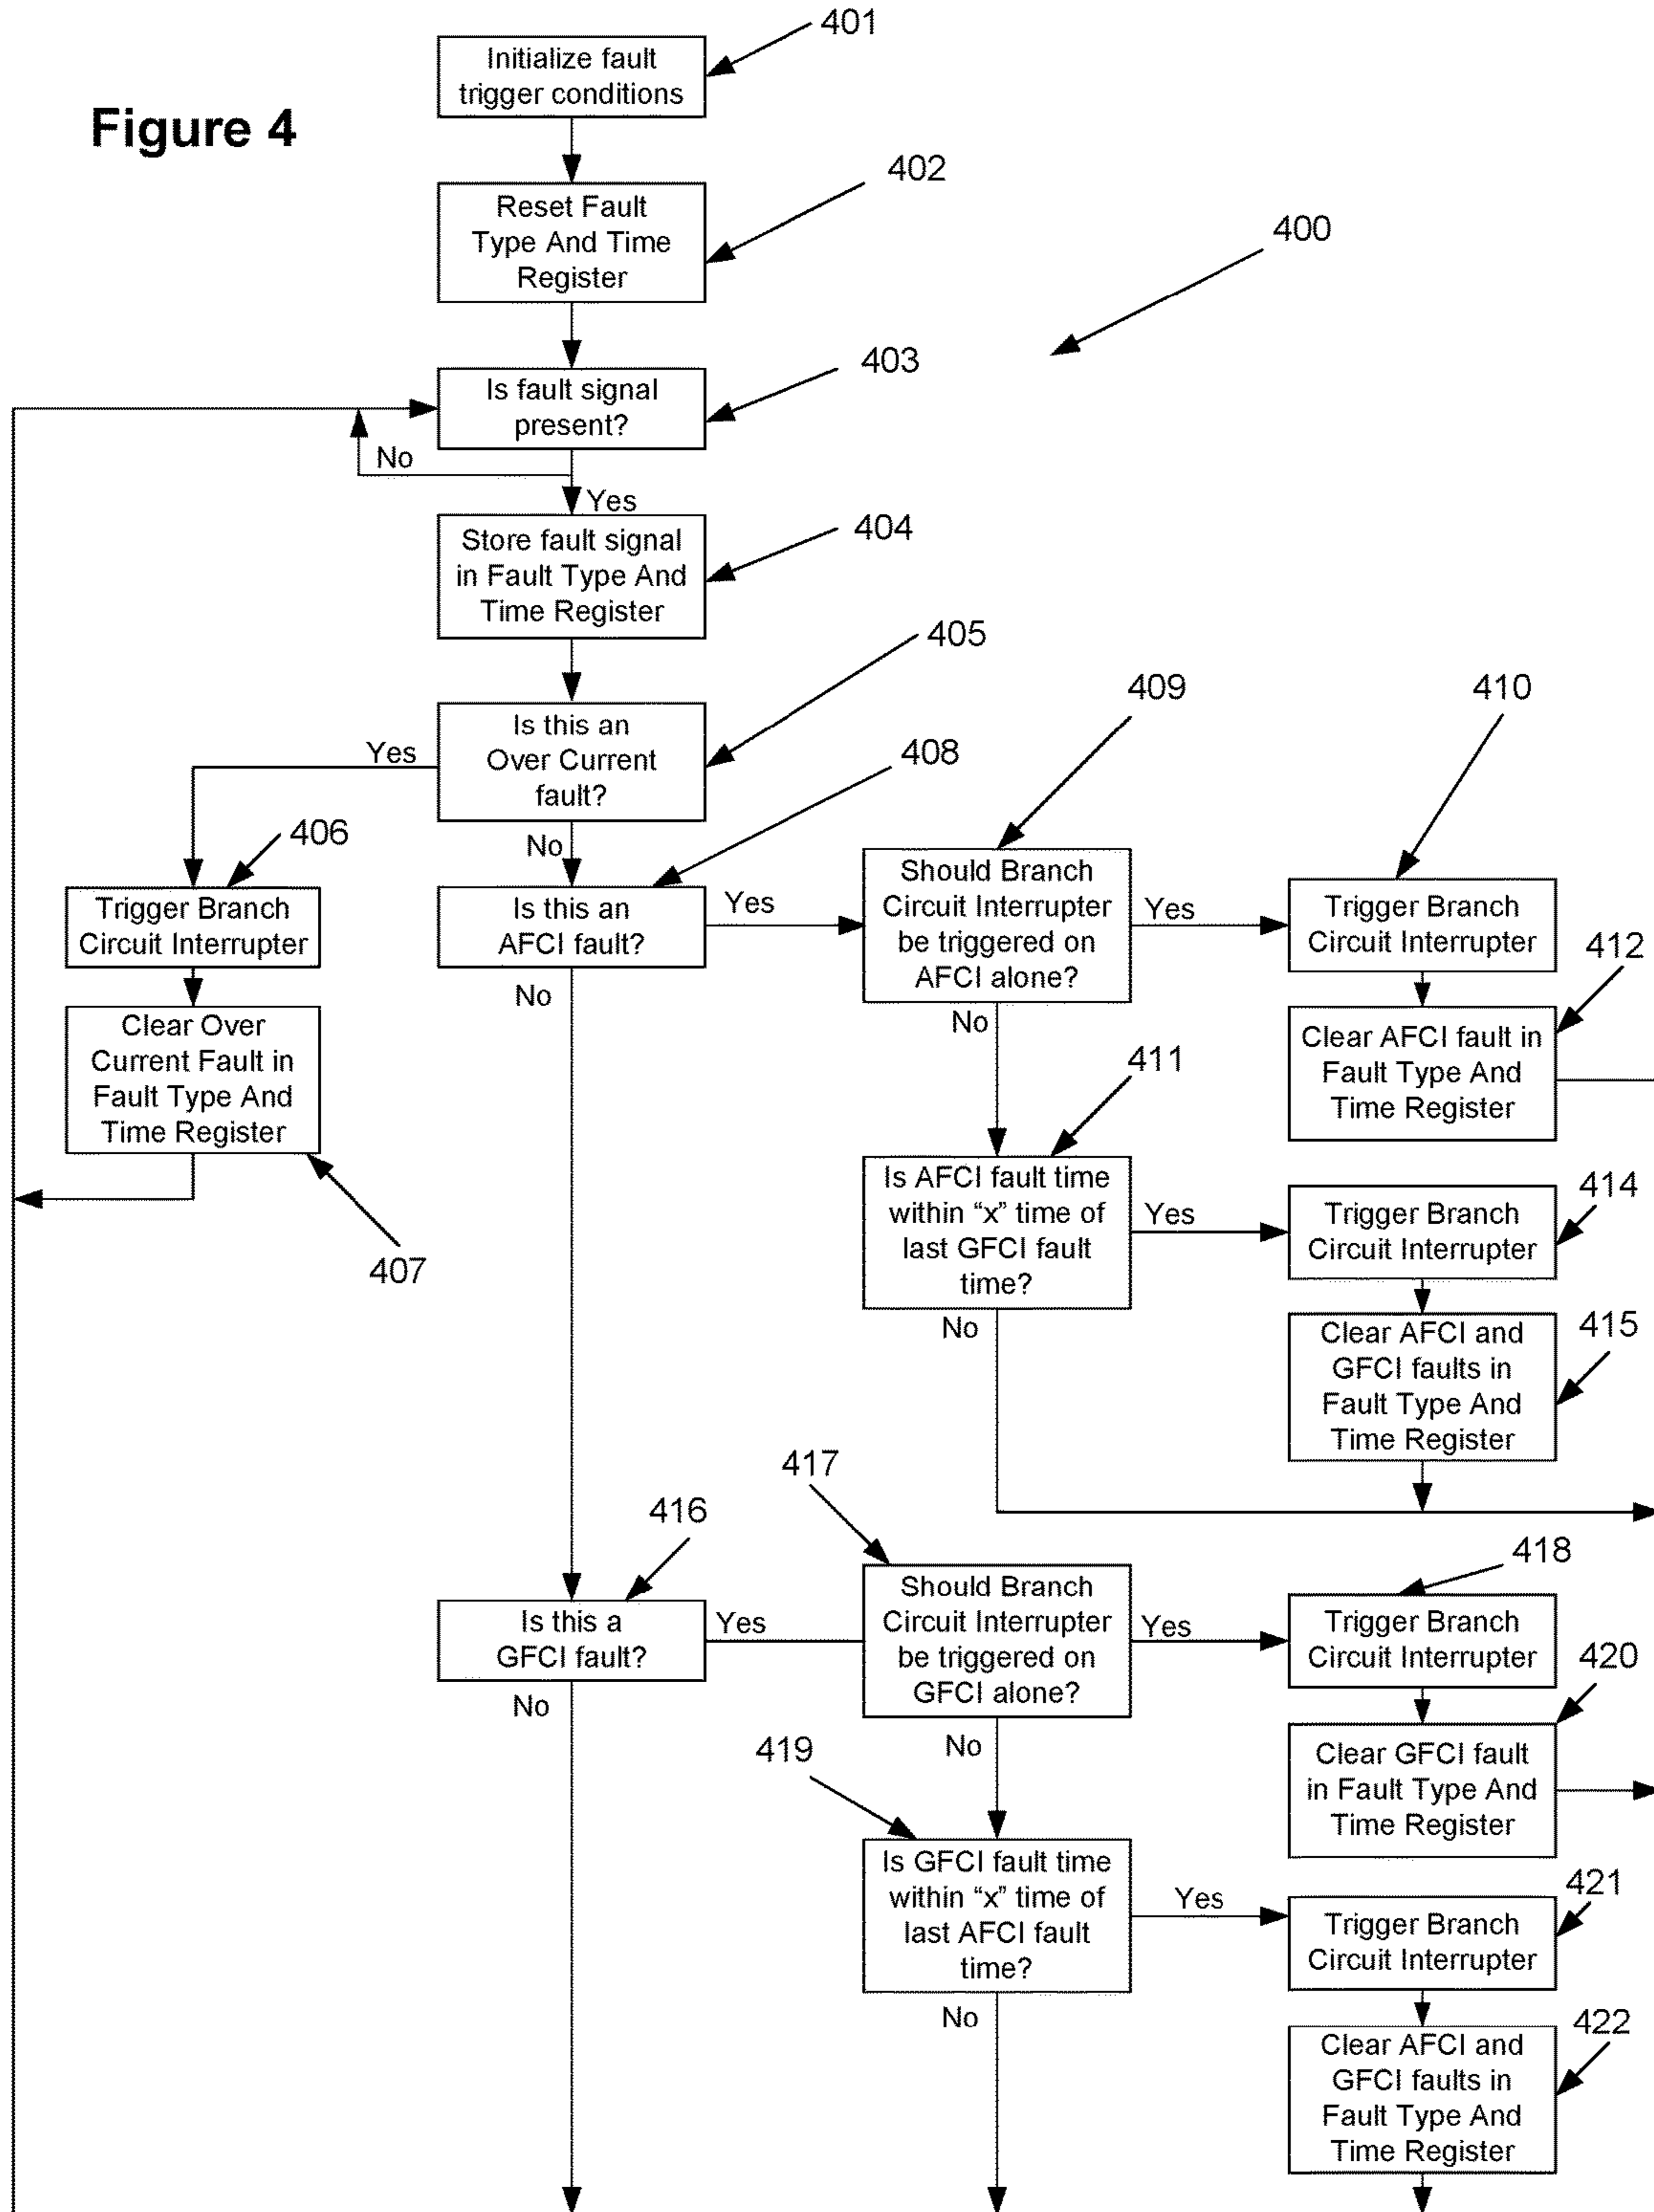 Figure 4
401
Initialize fault
trigger conditions
402
Reset Fault
Type And Time
Register
400
403
Is fault signal
present?
No
Yes
404
Store fault signal
in Fault Type And
Time Register
405
Is this an
Over Current
fault?
Yes
No
406
Trigger Branch
Circuit Interrupter
Clear Over
Current Fault in
Fault Type And
Time Register
407
408
Is this an
AFCI fault?
Yes
No
409
Should Branch
Circuit Interrupter
be triggered on
AFCI alone?
Yes
No
410
Trigger Branch
Circuit Interrupter
412
Clear AFCI fault in
Fault Type And
Time Register
411
Is AFCI fault time
within “x” time of
last GFCI fault
time?
Yes
No
414
Trigger Branch
Circuit Interrupter
415
Clear AFCI and
GFCI faults in
Fault Type And
Time Register
416
Is this a
GFCI fault?
Yes
No
417
Should Branch
Circuit Interrupter
be triggered on
GFCI alone?
Yes
No
418
Trigger Branch
Circuit Interrupter
420
Clear GFCI fault
in Fault Type And
Time Register
419
Is GFCI fault time
within “x” time of
last AFCI fault
time?
Yes
No
421
Trigger Branch
Circuit Interrupter
422
Clear AFCI and
GFCI faults in
Fault Type And
Time Register